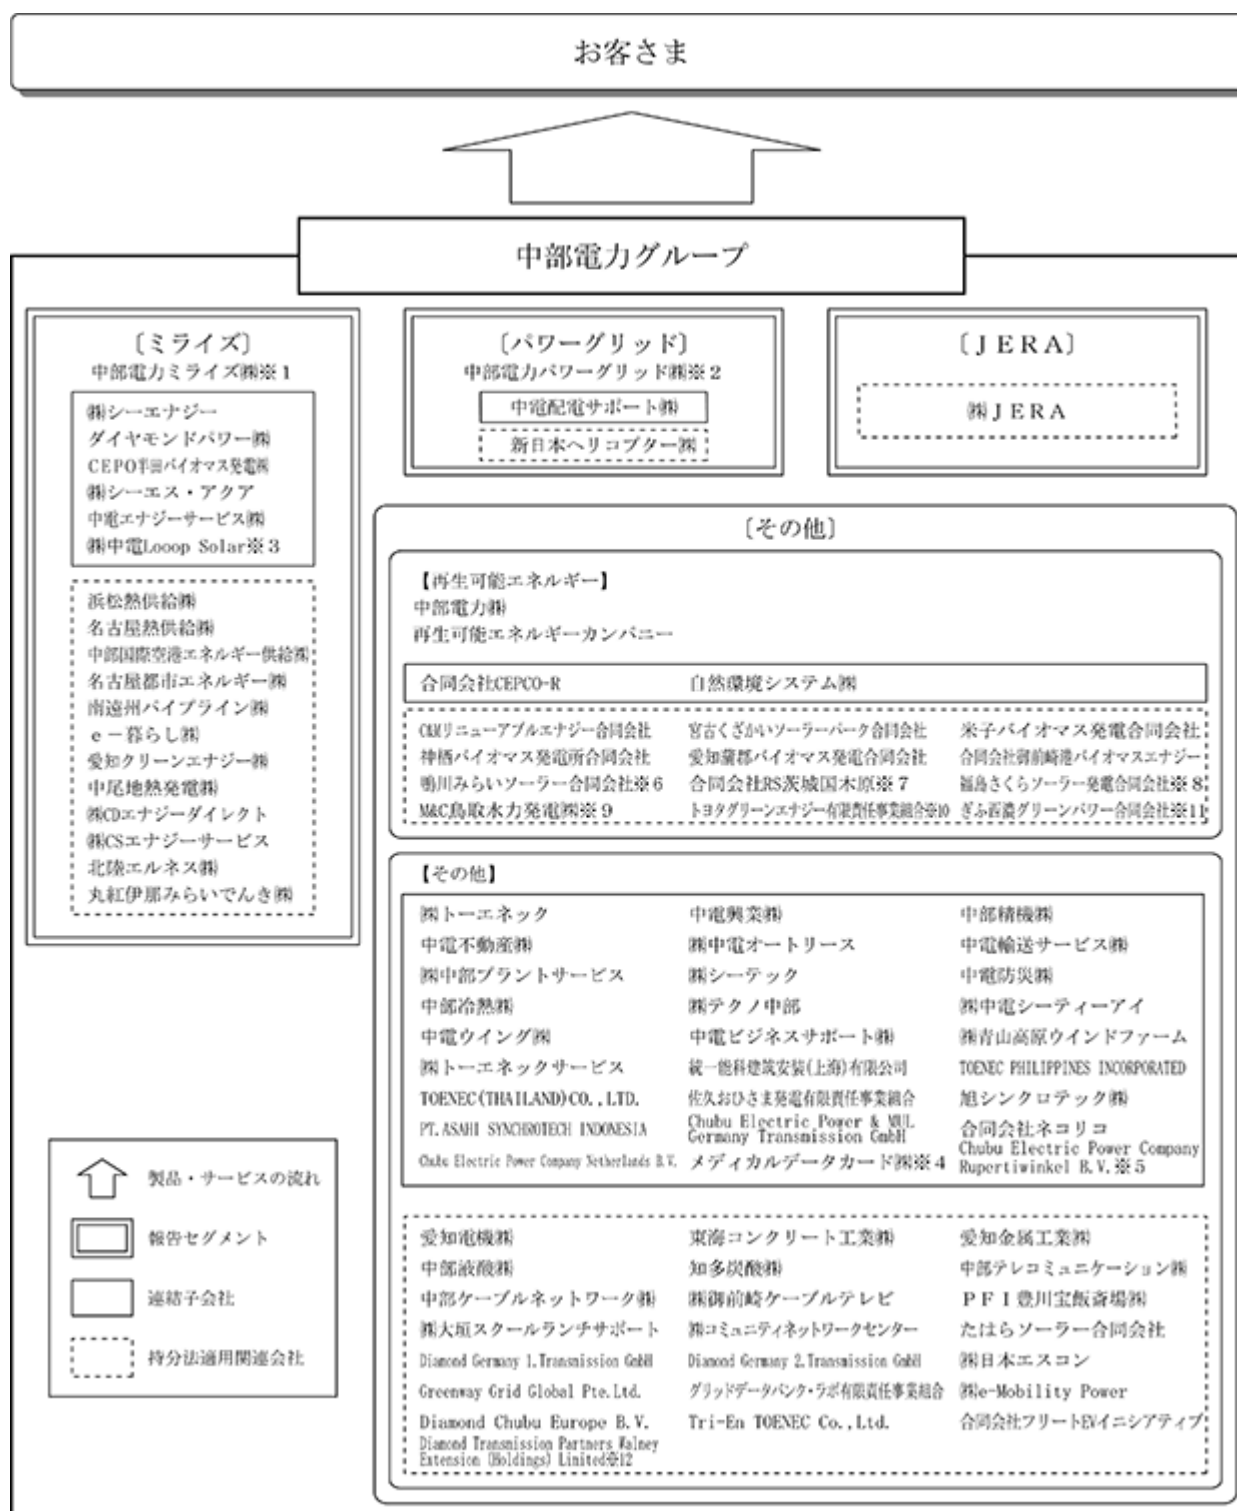 お客さま
中部電力グループ
〔ミライズ〕
中部電力ミライズ㈱※1
㈱シーエナジー
ダイヤモンドパワー㈱
CEPO半田バイオマス発電㈱
㈱シーエス・アクア
中電エナジーサービス㈱
㈱中電Looop Solar※3
浜松熱供給㈱
名古屋熱供給㈱
中部国際空港エネルギー供給㈱
名古屋都市エネルギー㈱
南遠州パイプライン㈱
e－暮らし㈱
愛知クリーンエナジー㈱
中尾地熱発電㈱
㈱CDエナジーダイレクト
㈱CSエナジーサービス
北陸エルネス㈱
丸紅伊那みらいでんき㈱
〔パワーグリッド〕
中部電力パワーグリッド㈱※2
中電配電サポート㈱
新日本ヘリコプター㈱
〔ＪＥＲＡ〕
㈱ＪＥＲＡ
〔その他〕
【再生可能エネルギー】
中部電力㈱
再生可能エネルギーカンパニー
合同会社CEPCO-R 自然環境システム㈱
C&Mリニューアブルエナジー合同会社 宮古くざかいソーラーパーク合同会社 米子バイオマス発電合同会社
神栖バイオマス発電所合同会社 愛知蒲郡バイオマス発電合同会社 合同会社御前崎港バイオマスエナジー
鴨川みらいソーラー合同会社※6 合同会社RS茨城国木原※7 福島さくらソーラー発電合同会社※8
M&C鳥取水力発電㈱※9 トヨタグリーンエナジー有限責任事業組合※10 ぎふ西濃グリーンパワー合同会社※11
【その他】
㈱トーエネック 中電興業㈱ 中部精機㈱
中電不動産㈱ ㈱中電オートリース 中電輸送サービス㈱
㈱中部プラントサービス ㈱シーテック 中電防災㈱
中部冷熱㈱ ㈱テクノ中部 ㈱中電シーティーアイ
中電ウイング㈱ 中電ビジネスサポート㈱ ㈱青山高原ウインドファーム
㈱トーエネックサービス 統一能科建筑安装(上海)有限公司 TOENEC PHILIPPINES INCORPORATED
TOENEC(THAILAND)CO.,LTD. 佐久おひさま発電有限責任事業組合 旭シンクロテック㈱
PT.ASAHI SYNCHROTECH INDONESIA Chubu Electric Power & MUL Germany Transmission GmbH 合同会社ネコリコ
Chubu Electric Power Company Netherlands B.V. メディカルデータカード㈱※4 Chubu Electric Power Company Rupertiwinkel B.V.※5
愛知電機㈱ 東海コンクリート工業㈱ 愛知金属工業㈱
中部液酸㈱ 知多炭酸㈱ 中部テレコミュニケーション㈱
中部ケーブルネットワーク㈱ ㈱御前崎ケーブルテレビ ＰＦＩ豊川宝飯斎場㈱
㈱大垣スクールランチサポート ㈱コミュニティネットワークセンター たはらソーラー合同会社
Diamond Germany 1.Transmission GmbH Diamond Germany 2.Transmission GmbH ㈱日本エスコン
Greenway Grid Global Pte.Ltd. グリッドデータバンク・ラボ有限責任事業組合 ㈱e-Mobility Power
Diamond Chubu Europe B.V. Tri-En TOENEC Co.,Ltd. 合同会社フリートEVイニシアティブ
Diamond Transmission Partners Walney
Extension (Holdings) Limited※12
製品・サービスの流れ
報告セグメント
連結子会社
持分法適用関連会社